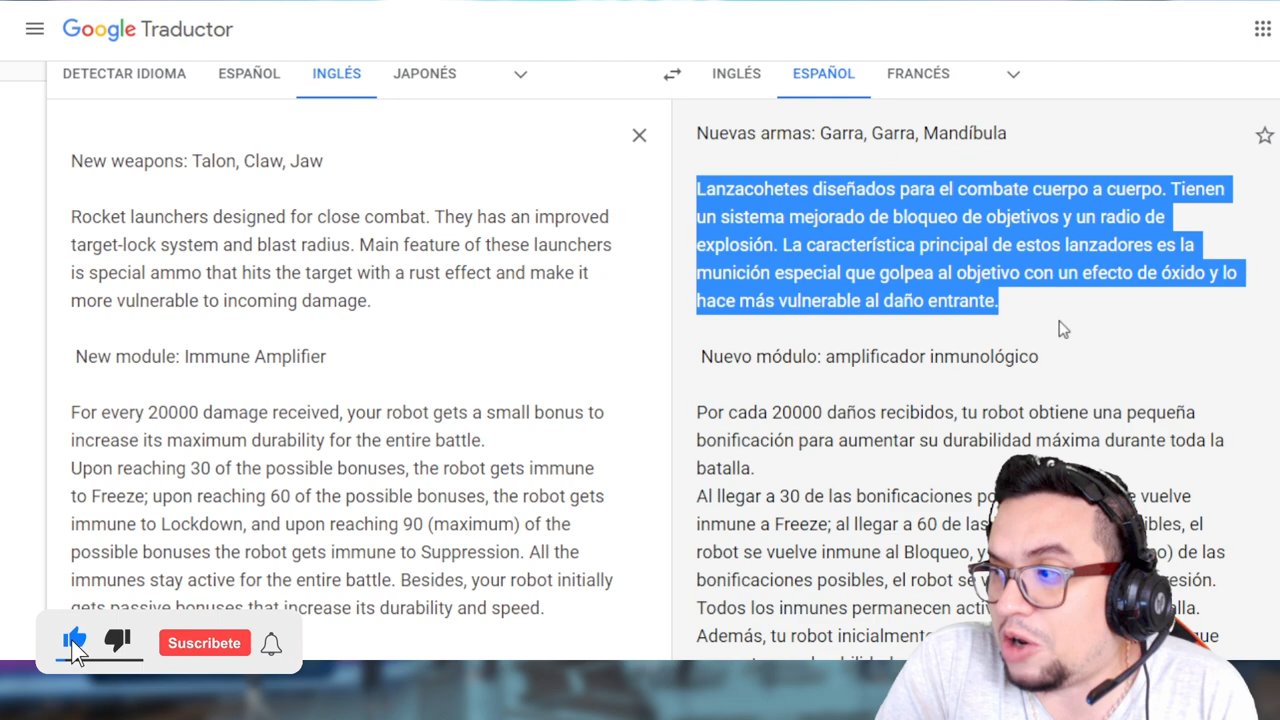 Google Traductor
DETECTAR IDIOMA ESPAÑOL INGLÉS JAPONÉS INGLÉS ESPAÑOL FRANCÉS
New weapons: Talon, Claw, Jaw
Rocket launchers designed for close combat. They has an improved
target-lock system and blast radius. Main feature of these launchers
is special ammo that hits the target with a rust effect and make it
more vulnerable to incoming damage.
New module: Immune Amplifier
For every 20000 damage received, your robot gets a small bonus to
increase its maximum durability for the entire battle.
Upon reaching 30 of the possible bonuses, the robot gets immune
to Freeze; upon reaching 60 of the possible bonuses, the robot gets
immune to Lockdown, and upon reaching 90 (maximum) of the
possible bonuses the robot gets immune to Suppression. All the
immunes stay active for the entire battle. Besides, your robot initially
gets passive bonuses that increase its durability and speed.
Nuevas armas: Garra, Garra, Mandíbula
Lanzacohetes diseñados para el combate cuerpo a cuerpo. Tienen
un sistema mejorado de bloqueo de objetivos y un radio de
explosión. La característica principal de estos lanzadores es la
munición especial que golpea al objetivo con un efecto de óxido y lo
hace más vulnerable al daño entrante.
Nuevo módulo: amplificador inmunológico
Por cada 20000 daños recibidos, tu robot obtiene una pequeña
bonificación para aumentar su durabilidad máxima durante toda la
batalla.
Al llegar a 30 de las bonificaciones vuelve
inmune a Freeze; al llegar a 60 de las el
robot se vuelve inmune al Bloqueo, de las
bonificaciones posibles, el robot
Todos los inmunes permanecen
Además, tu robot inicialmente que
Suscribete